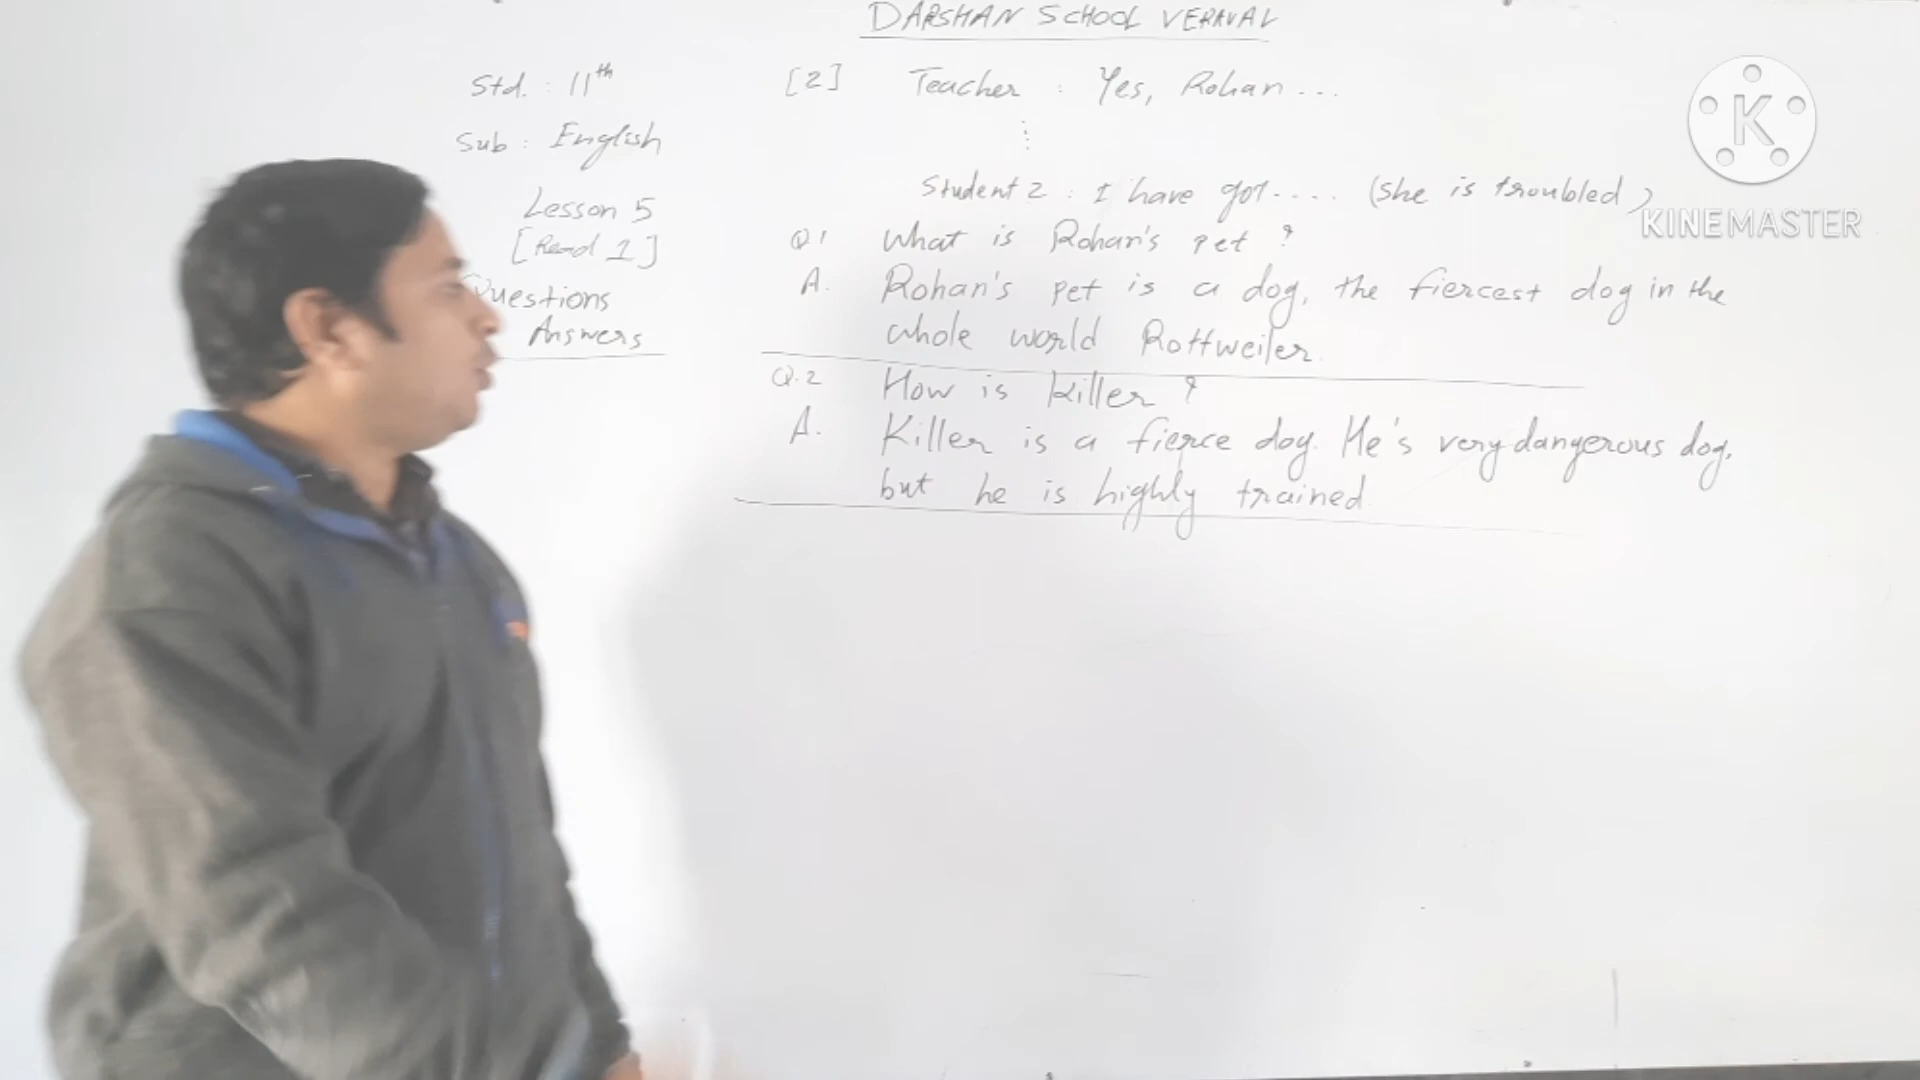 DARSHAN SCHOOL VERAVAL
Std. : 11th
Sub : English
Lesson 5
[Read 1]
Questions
Answers
[2] Teacher : Yes, Rohan ...
Student 2 : I have got .... (she is troubled)
Q1 What is Rohan's pet ?
A. Rohan's pet is a dog, the fiercest dog in the
whole world Rottweiler.
Q.2 How is Killer ?
A. Killer is a fierce dog. He's very dangerous dog,
but he is highly trained.
K
KINEMASTER